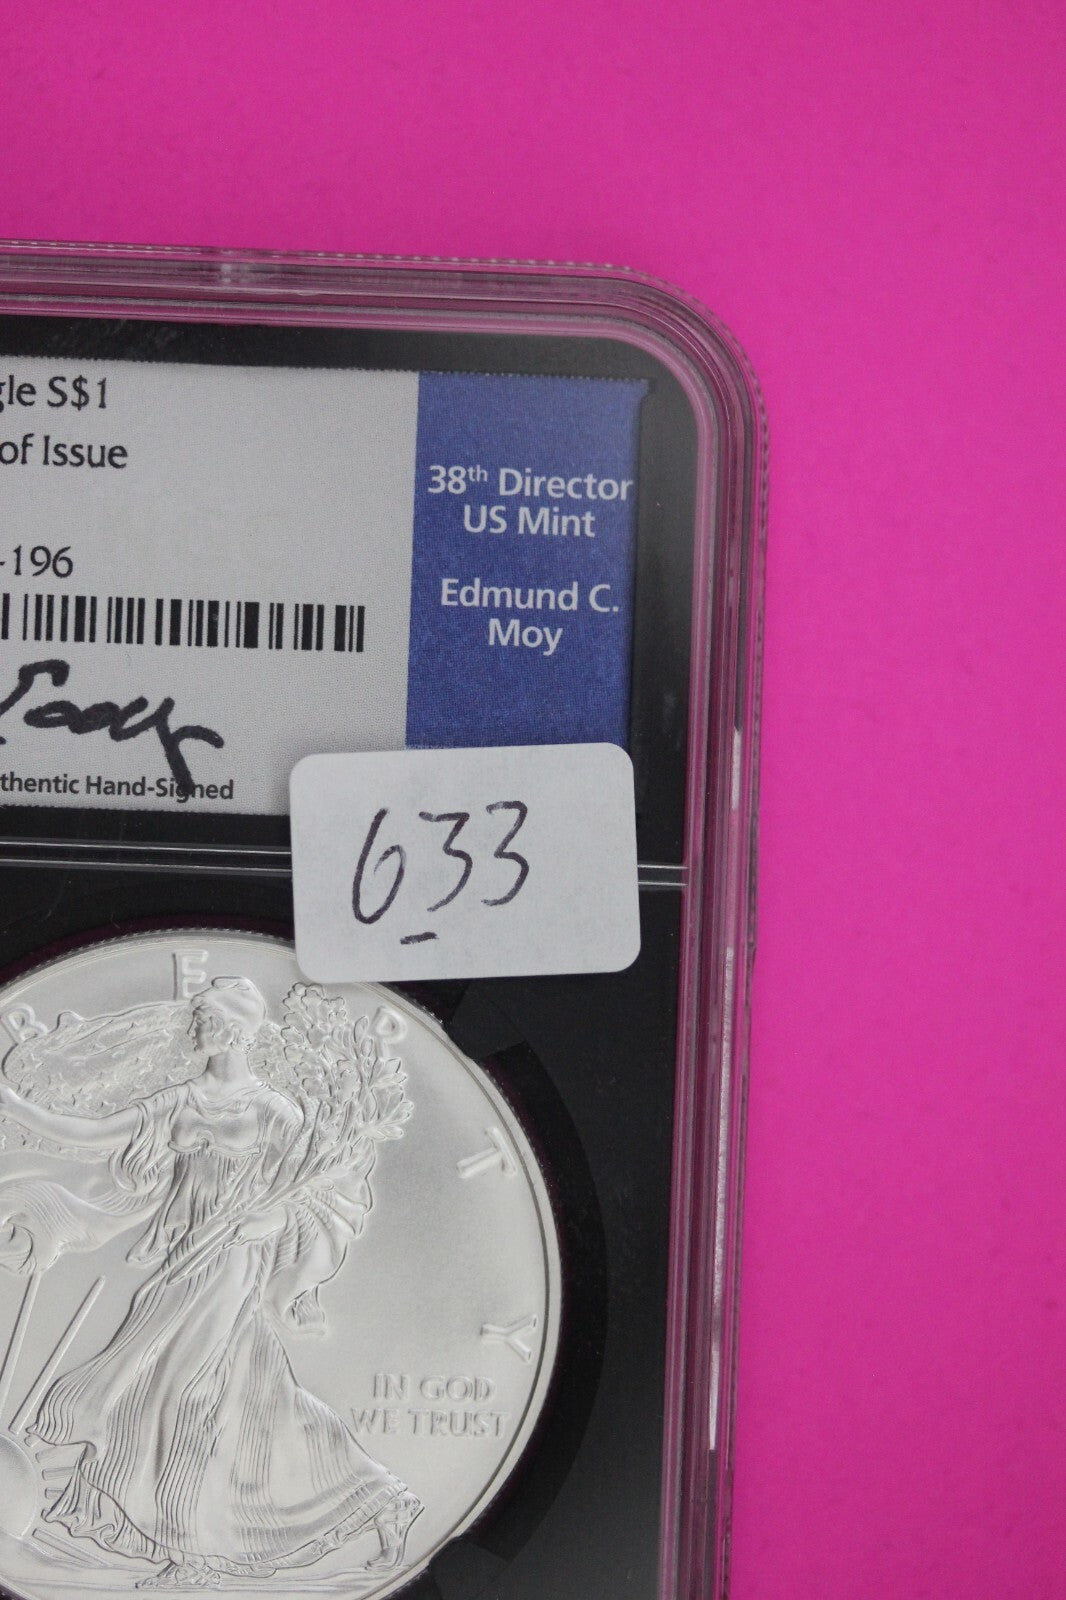 gle S$1
of Issue
-196
thentic Hand-Signed
38th Director
US Mint
Edmund C.
Moy
633
BERTY
IN GOD
WE TRUST